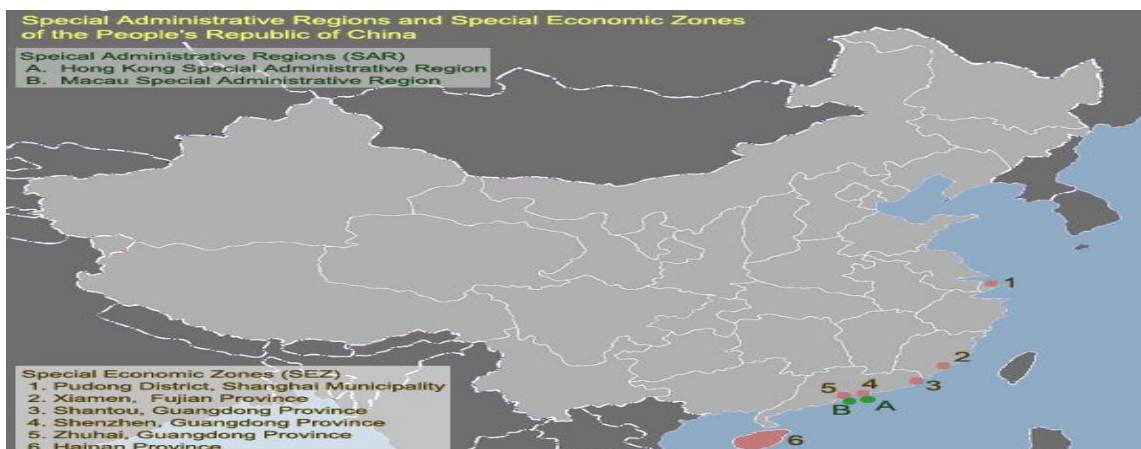 Special Administrative Regions and Special Economic Zones
of the People's Republic of China
Speical Administrative Regions (SAR)
A. Hong Kong Special Administrative Region
B. Macau Special Administrative Region
1
2
3
4
5
A
B
6
Special Economic Zones (SEZ)
1. Pudong District, Shanghai Municipality
2. Xiamen, Fujian Province
3. Shantou, Guangdong Province
4. Shenzhen, Guangdong Province
5. Zhuhai, Guangdong Province
6. Hainan Province